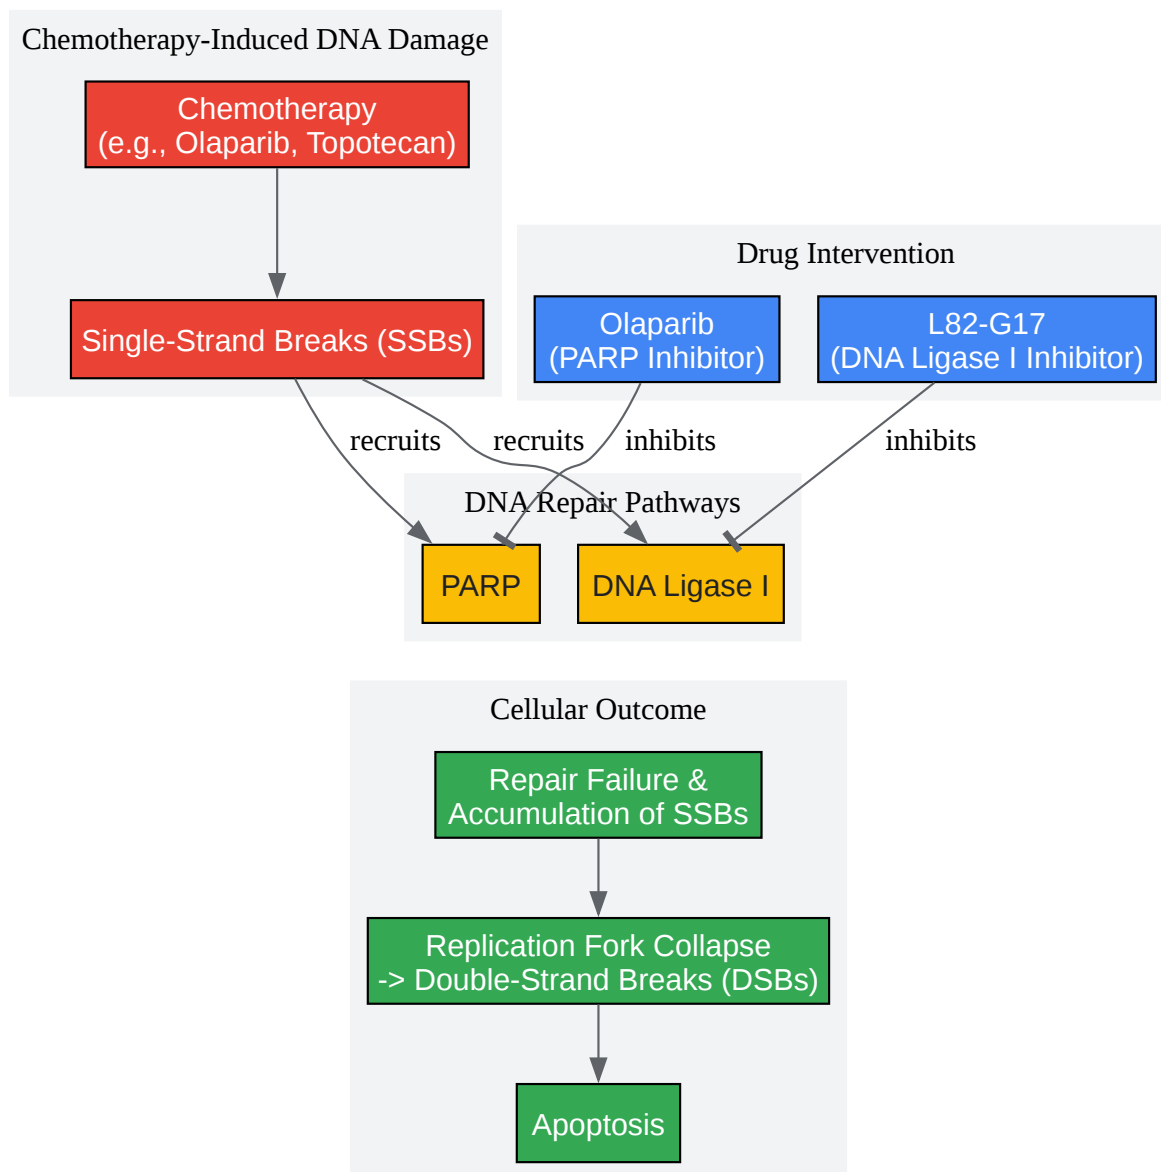 Chemotherapy-Induced DNA Damage
Chemotherapy
(e.g., Olaparib, Topotecan)
Single-Strand Breaks (SSBs)
Drug Intervention
Olaparib
(PARP Inhibitor)
L82-G17
(DNA Ligase I Inhibitor)
recruits
recruits
inhibits
inhibits
DNA Repair Pathways
PARP
DNA Ligase I
Cellular Outcome
Repair Failure &
Accumulation of SSBs
Replication Fork Collapse
-> Double-Strand Breaks (DSBs)
Apoptosis